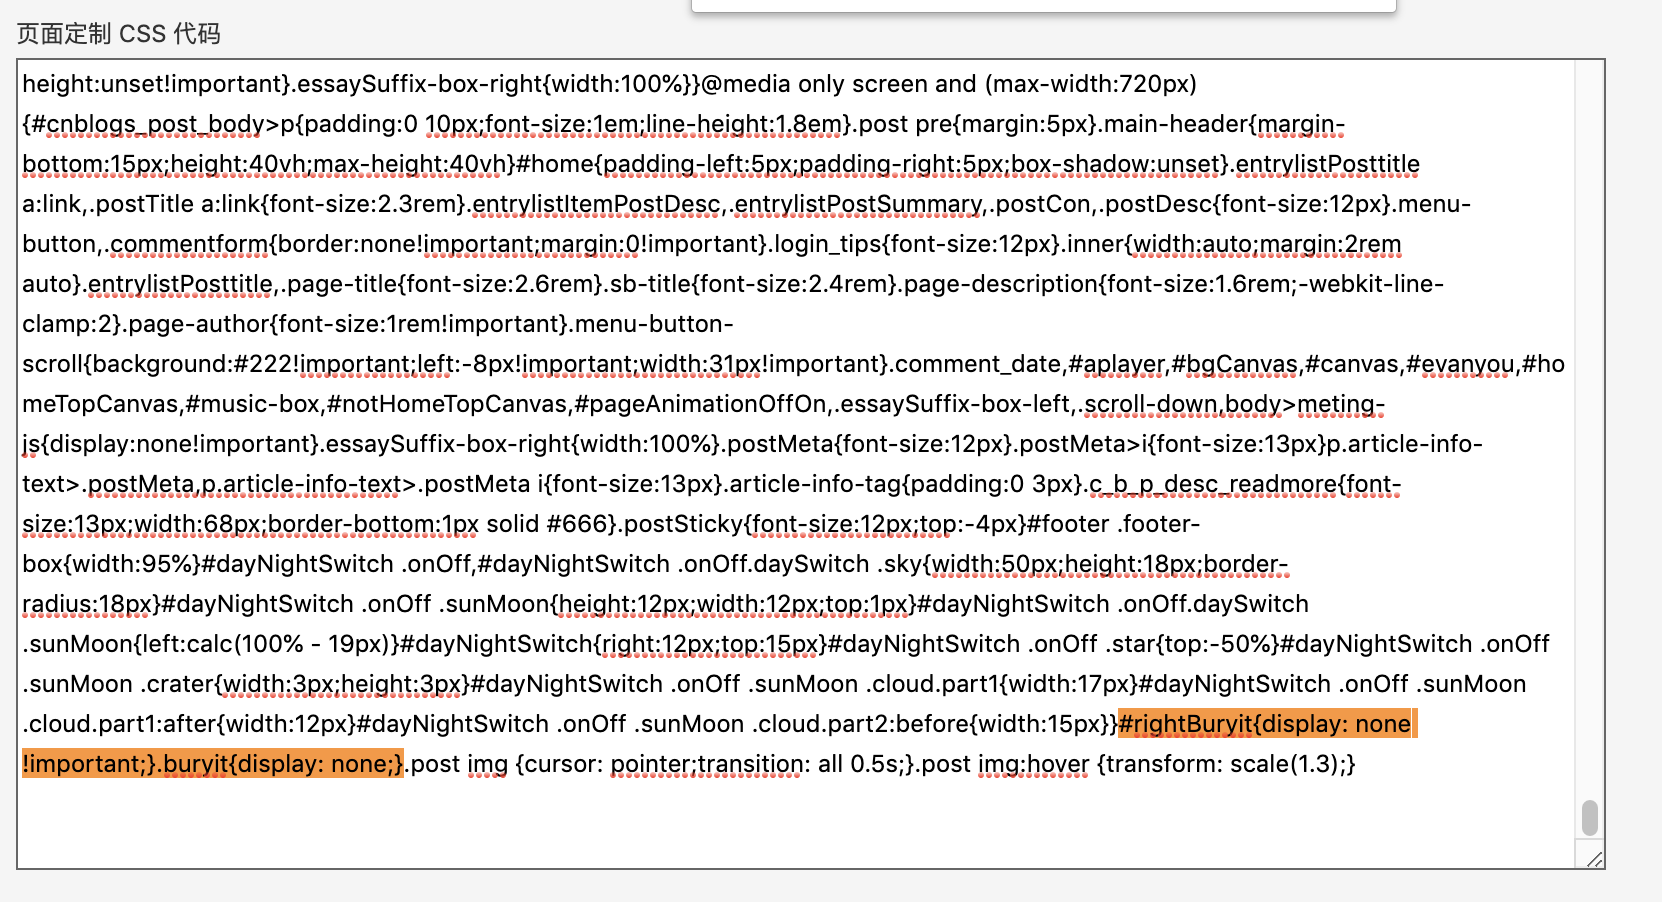 页面定制 CSS 代码
height:unset!important}.essaySuffix-box-right{width:100%}}@media only screen and (max-width:720px)
{#cnblogs_post_body>p{padding:0 10px;font-size:1em;line-height:1.8em}.post pre{margin:5px}.main-header{margin-
bottom:15px;height:40vh;max-height:40vh}#home{padding-left:5px;padding-right:5px;box-shadow:unset}.entrylistPosttitle
a:link,.postTitle a:link{font-size:2.3rem}.entrylistItemPostDesc,.entrylistPostSummary,.postCon,.postDesc{font-size:12px}.menu-
button,.commentform{border:none!important;margin:0!important}.login_tips{font-size:12px}.inner{width:auto;margin:2rem
auto}.entrylistPosttitle,.page-title{font-size:2.6rem}.sb-title{font-size:2.4rem}.page-description{font-size:1.6rem;-webkit-line-
clamp:2}.page-author{font-size:1rem!important}.menu-button-
scroll{background:#222!important;left:-8px!important;width:31px!important}.comment_date,#aplayer,#bgCanvas,#canvas,#evanyou,#ho
meTopCanvas,#music-box,#notHomeTopCanvas,#pageAnimationOffOn,.essaySuffix-box-left,.scroll-down,body>meting-
js{display:none!important}.essaySuffix-box-right{width:100%}.postMeta{font-size:12px}.postMeta>i{font-size:13px}p.article-info-
text>.postMeta,p.article-info-text>.postMeta i{font-size:13px}.article-info-tag{padding:0 3px}.c_b_p_desc_readmore{font-
size:13px;width:68px;border-bottom:1px solid #666}.postSticky{font-size:12px;top:-4px}#footer .footer-
box{width:95%}#dayNightSwitch .onOff,#dayNightSwitch .onOff.daySwitch .sky{width:50px;height:18px;border-
radius:18px}#dayNightSwitch .onOff .sunMoon{height:12px;width:12px;top:1px}#dayNightSwitch .onOff.daySwitch
.sunMoon{left:calc(100% - 19px)}#dayNightSwitch{right:12px;top:15px}#dayNightSwitch .onOff .star{top:-50%}#dayNightSwitch .onOff
.sunMoon .crater{width:3px;height:3px}#dayNightSwitch .onOff .sunMoon .cloud.part1{width:17px}#dayNightSwitch .onOff .sunMoon
.cloud.part1:after{width:12px}#dayNightSwitch .onOff .sunMoon .cloud.part2:before{width:15px}}#rightBuryit{display: none
!important;}.buryit{display: none;}.post img {cursor: pointer;transition: all 0.5s;}.post img:hover {transform: scale(1.3);}